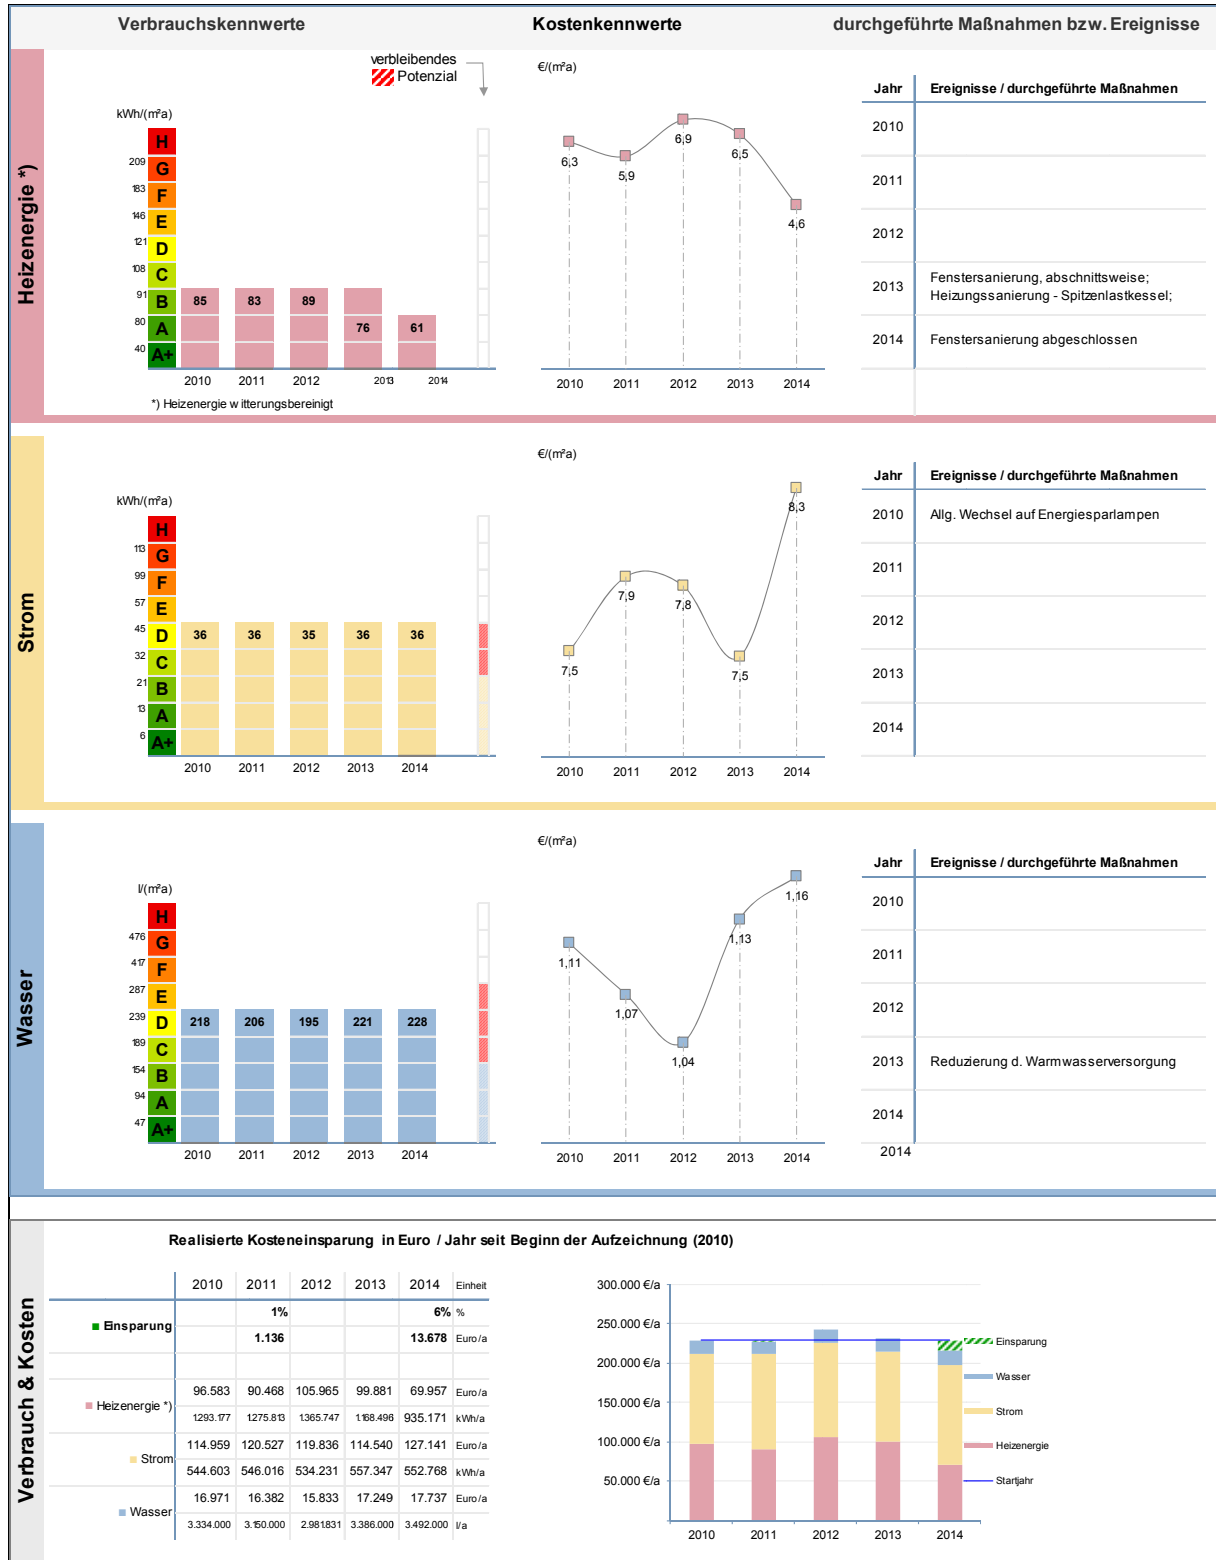 Verbrauchskennwerte Kostenkennwerte durchgeführte Maßnahmen bzw. Ereignisse
Heizenergie *)
verbleibendes
Potenzial
kWh/(m²a)
H
209
G
183
F
146
E
121
D
108
C
91
B 85 83 89
80
A 76 61
40
A+
2010 2011 2012 2013 2014
*) Heizenergie witterungsbereinigt
€/(m²a)
6,3 5,9 6,9 6,5 4,6
2010 2011 2012 2013 2014
Jahr Ereignisse / durchgeführte Maßnahmen
2010
2011
2012
2013 Fenstersanierung, abschnittsweise;
Heizungssanierung - Spitzenlastkessel;
2014 Fenstersanierung abgeschlossen
Strom
kWh/(m²a)
H
113
G
99
F
57
E
45
D 36 36 35 36 36
32
C
21
B
13
A
6
A+
2010 2011 2012 2013 2014
€/(m²a)
7,5 7,9 7,8 7,5 8,3
2010 2011 2012 2013 2014
Jahr Ereignisse / durchgeführte Maßnahmen
2010 Allg. Wechsel auf Energiesparlampen
2011
2012
2013
2014
Wasser
l/(m²a)
H
476
G
417
F
287
E
239
D 218 206 195 221 228
189
C
154
B
94
A
47
A+
2010 2011 2012 2013 2014
€/(m²a)
1,11 1,07 1,04 1,13 1,16
2010 2011 2012 2013 2014
Jahr Ereignisse / durchgeführte Maßnahmen
2010
2011
2012
2013 Reduzierung d. Warmwasserversorgung
2014
2014
Verbrauch & Kosten
Realisierte Kosteneinsparung in Euro / Jahr seit Beginn der Aufzeichnung (2010)
2010 2011 2012 2013 2014 Einheit
Einsparung 1% 6% %
1.136 13.678 Euro/a
Heizenergie *) 96.583 90.468 105.965 99.881 69.957 Euro/a
1.293.177 1.275.813 1.365.747 1.168.496 935.171 kWh/a
Strom 114.959 120.527 119.836 114.540 127.141 Euro/a
544.603 546.016 534.231 557.347 552.768 kWh/a
Wasser 16.971 16.382 15.833 17.249 17.737 Euro/a
3.334.000 3.150.000 2.981.831 3.386.000 3.492.000 l/a
300.000 €/a
250.000 €/a
200.000 €/a
150.000 €/a
100.000 €/a
50.000 €/a
2010 2011 2012 2013 2014
Einsparung
Wasser
Strom
Heizenergie
Startjahr